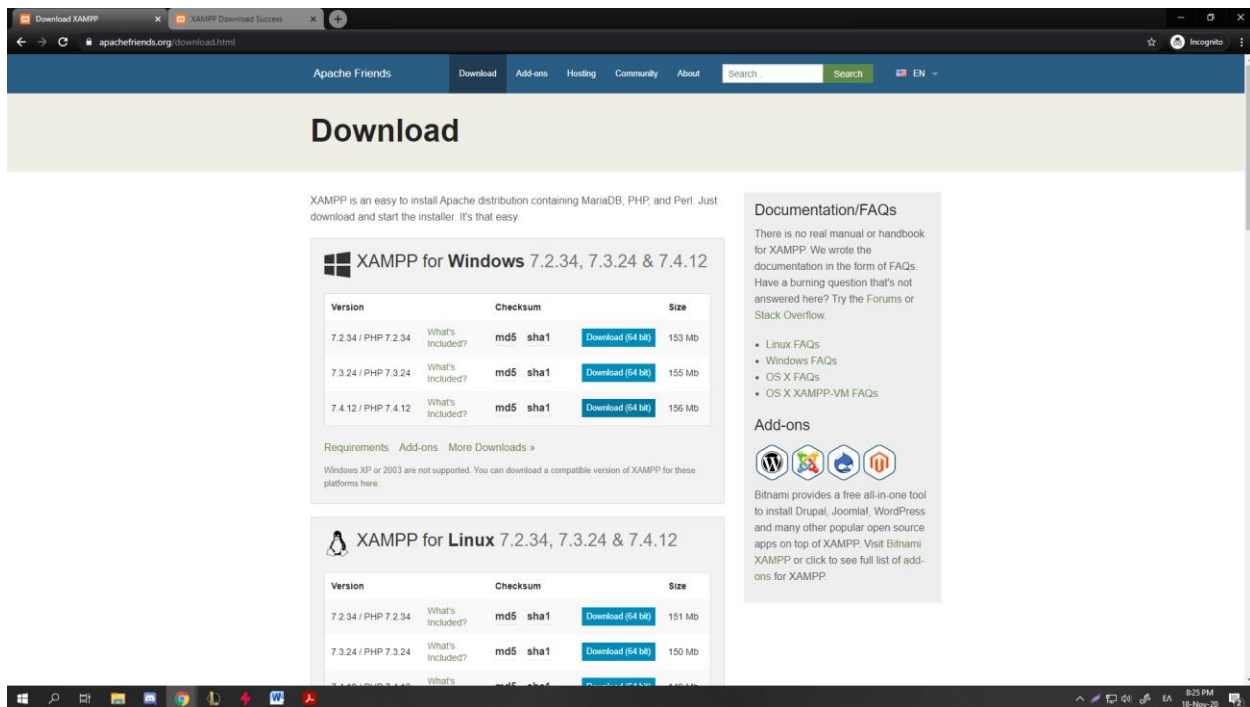 Download XAMPP
XAMPP Download Success
apachefriends.org/download.html
Incognito
Apache Friends
Download
Add-ons
Hosting
Community
About
Search..
Search
EN
Download
XAMPP is an easy to install Apache distribution containing MariaDB, PHP, and Perl. Just
download and start the installer. It's that easy.
XAMPP for Windows 7.2.34, 7.3.24 & 7.4.12
Version Checksum Size
7.2.34 / PHP 7.2.34 What's Included? md5 sha1 Download (64 bit) 153 Mb
7.3.24 / PHP 7.3.24 What's Included? md5 sha1 Download (64 bit) 155 Mb
7.4.12 / PHP 7.4.12 What's Included? md5 sha1 Download (64 bit) 156 Mb
Requirements Add-ons More Downloads »
Windows XP or 2003 are not supported. You can download a compatible version of XAMPP for these
platforms here.
XAMPP for Linux 7.2.34, 7.3.24 & 7.4.12
Version Checksum Size
7.2.34 / PHP 7.2.34 What's Included? md5 sha1 Download (64 bit) 151 Mb
7.3.24 / PHP 7.3.24 What's Included? md5 sha1 Download (64 bit) 150 Mb
What's
Documentation/FAQs
There is no real manual or handbook
for XAMPP. We wrote the
documentation in the form of FAQs.
Have a burning question that's not
answered here? Try the Forums or
Stack Overflow.
• Linux FAQs
• Windows FAQs
• OS X FAQs
• OS X XAMPP-VM FAQs
Add-ons
Bitnami provides a free all-in-one tool
to install Drupal, Joomla!, WordPress
and many other popular open source
apps on top of XAMPP. Visit Bitnami
XAMPP or click to see full list of add-
ons for XAMPP.
ΕΛ
8:25 PM
18-Nov-20